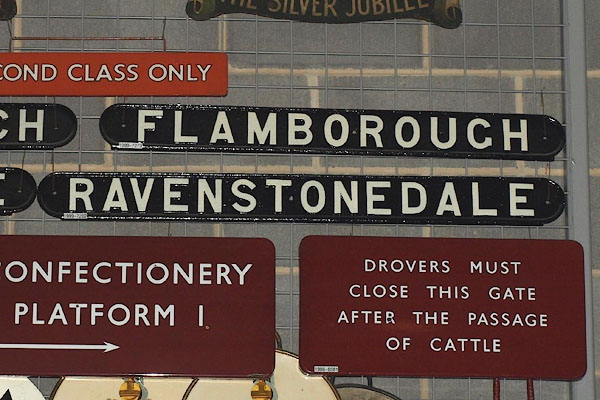 THE SILVER JUBILEE
COND CLASS ONLY
CH
FLAMBOROUGH
E
RAVENSTONEDALE
ONFECTIONERY
PLATFORM 1
DROVERS MUST
CLOSE THIS GATE
AFTER THE PASSAGE
OF CATTLE